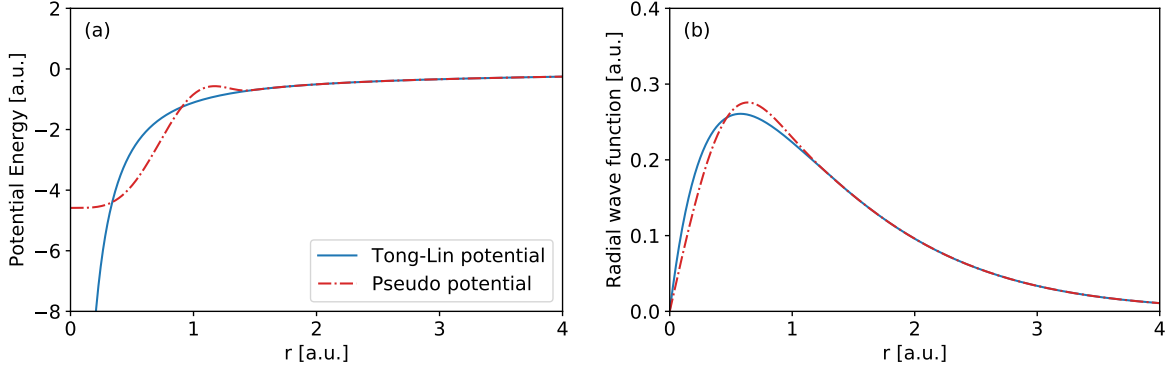 (a)
2
0
−2
−4
−6
−8
0
1
2
3
4
Potential Energy [a.u.]
r [a.u.]
Tong-Lin potential
Pseudo potential
(b)
0.4
0.3
0.2
0.1
0.0
0
1
2
3
4
Radial wave function [a.u.]
r [a.u.]